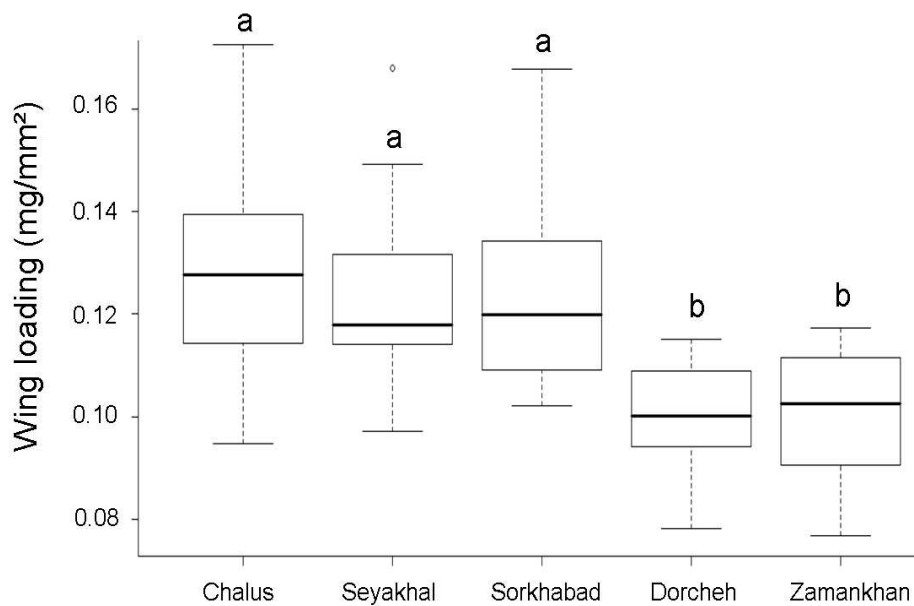 Wing loading (mg/mm²)
0.16
0.14
0.12
0.10
0.08
a
a
a
b
b
Chalus
Seyakhal
Sorkhabad
Dorcheh
Zamankhan